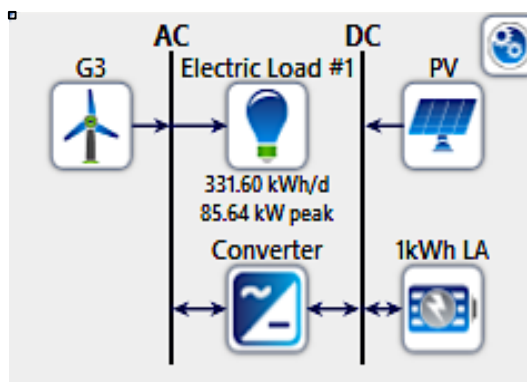 AC DC
G3 Electric Load #1 PV
331.60 kWh/d
85.64 kW peak
Converter 1kWh LA